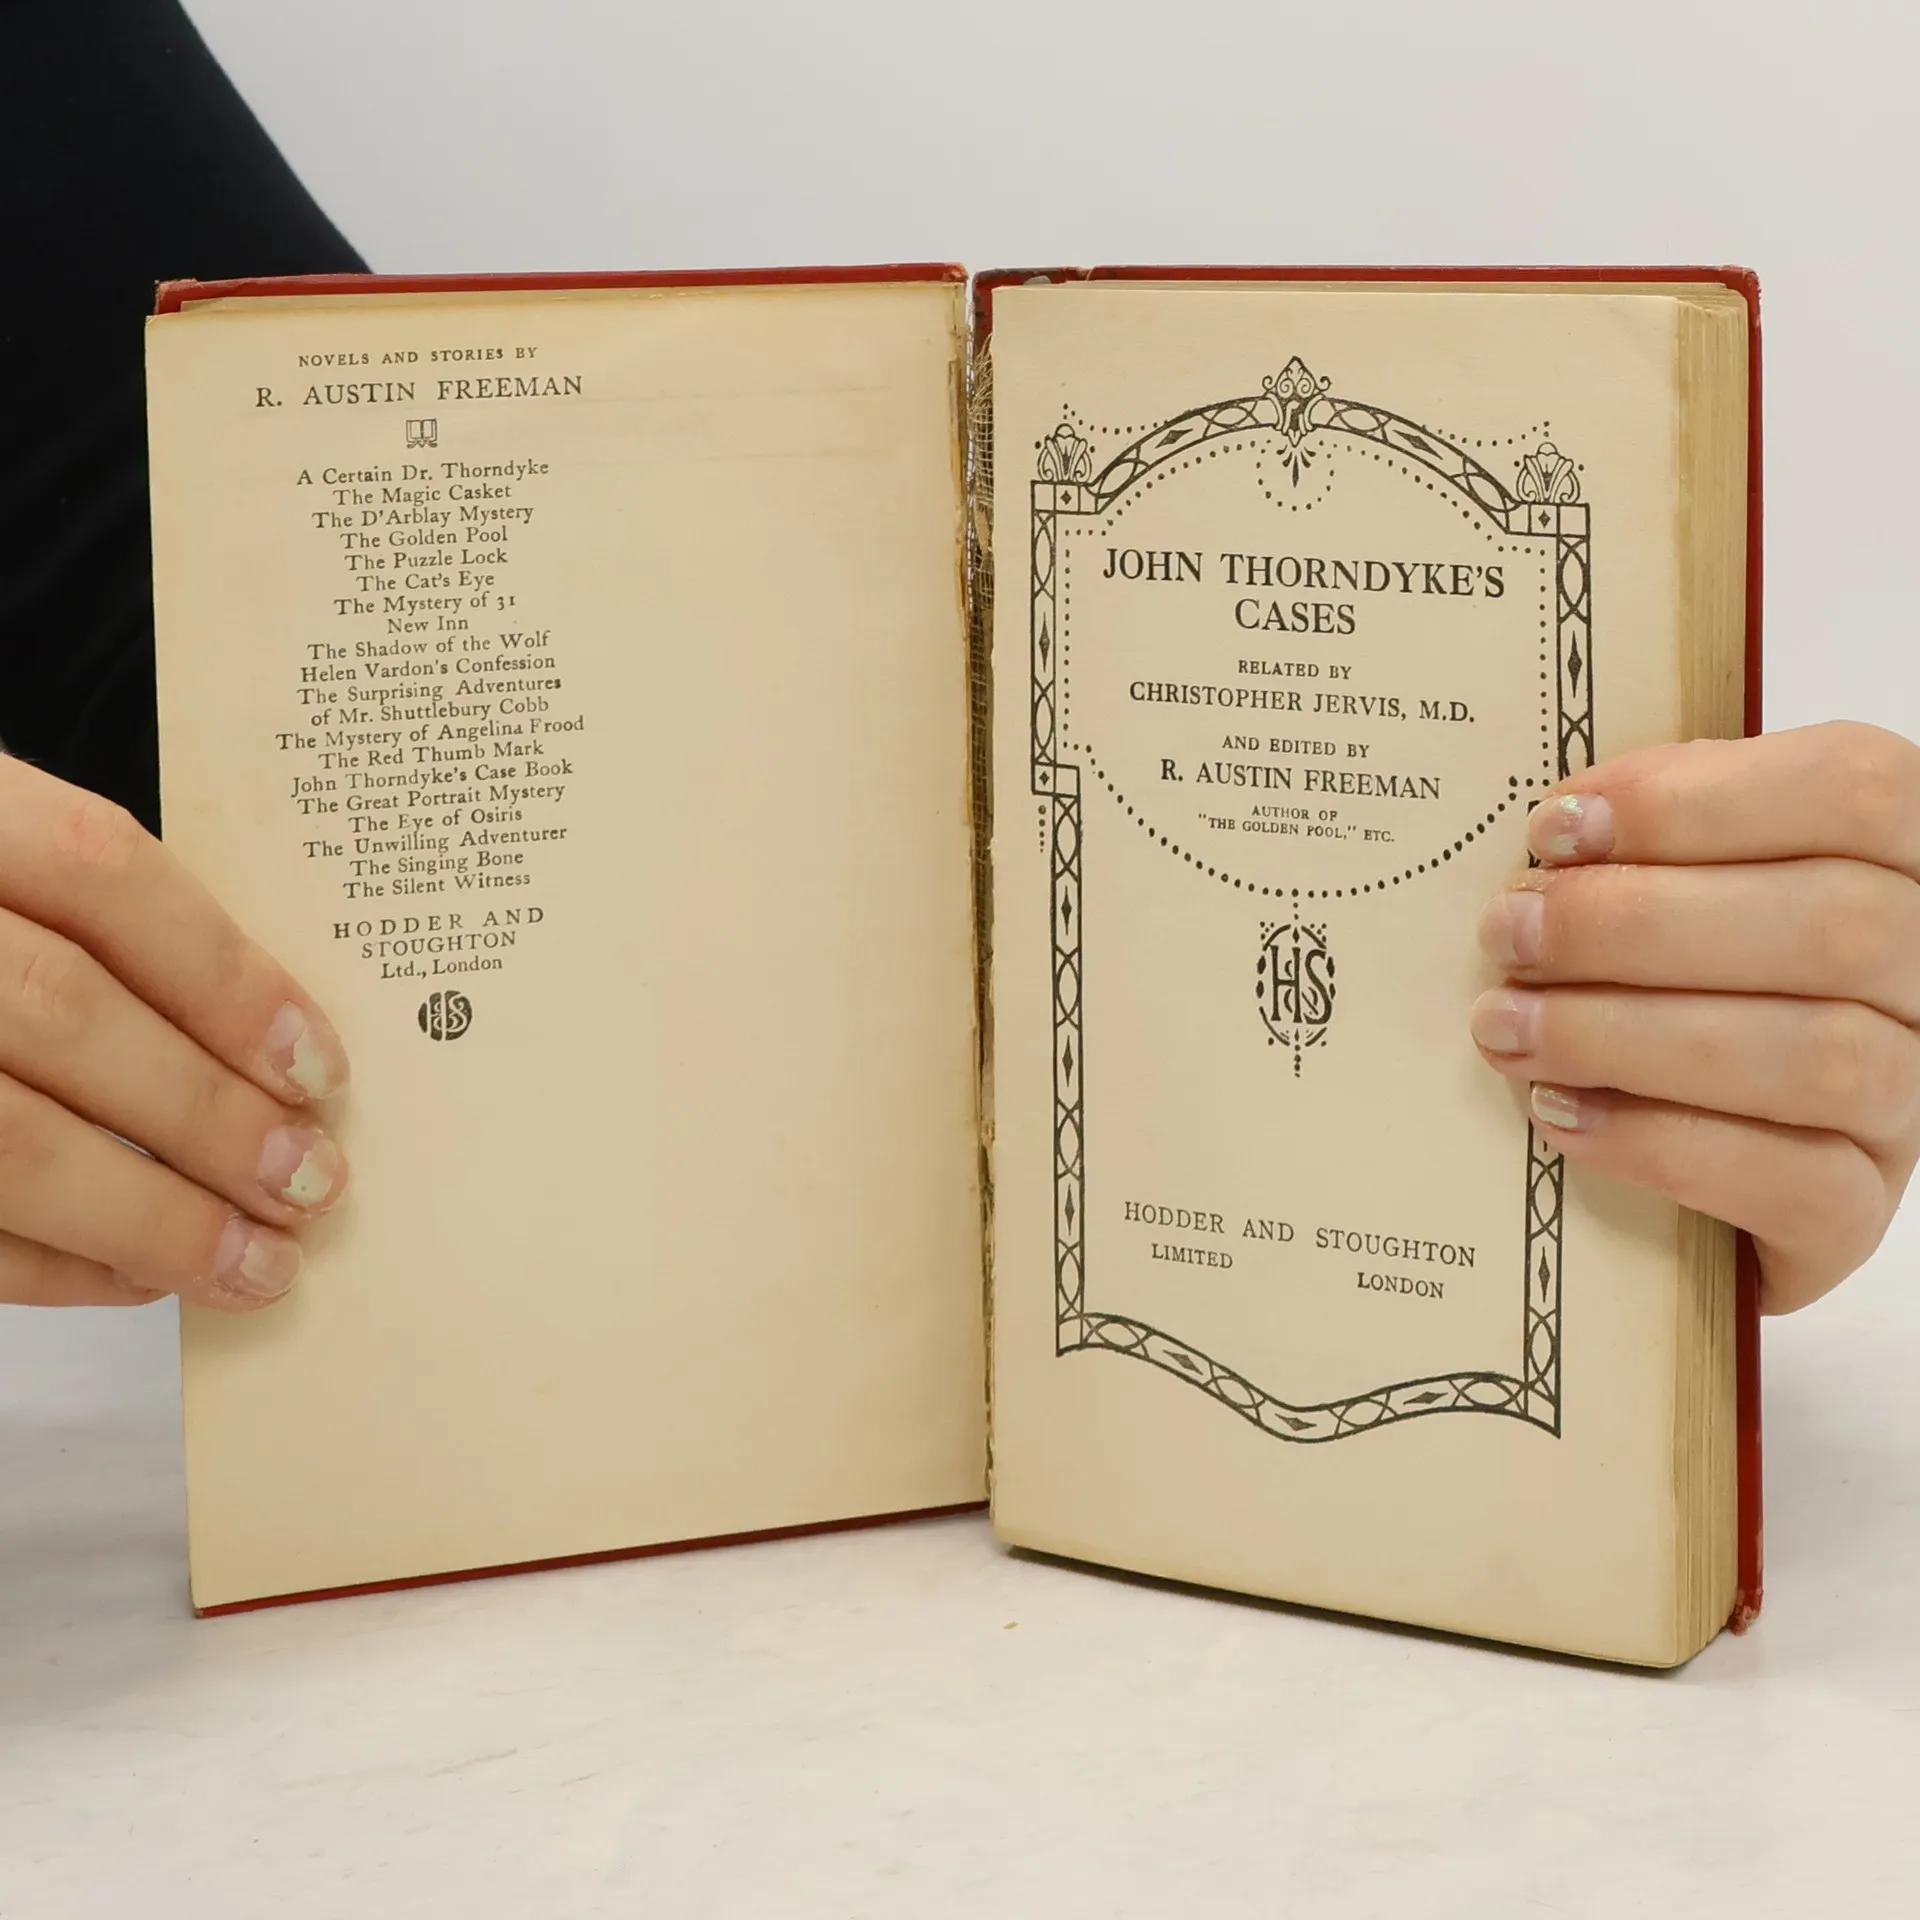 NOVELS AND STORIES BY
R. AUSTIN FREEMAN
A Certain Dr. Thorndyke
The Magic Casket
The D'Arblay Mystery
The Golden Pool
The Puzzle Lock
The Cat's Eye
The Mystery of 31
New Inn
The Shadow of the Wolf
Helen Vardon's Confession
The Surprising Adventures
of Mr. Shuttlebury Cobb
The Mystery of Angelina Frood
The Red Thumb Mark
John Thorndyke's Case Book
The Great Portrait Mystery
The Eye of Osiris
The Unwilling Adventurer
The Singing Bone
The Silent Witness
HODDER AND
STOUGHTON
Ltd., London
HS
JOHN THORNDYKE'S
CASES
RELATED BY
CHRISTOPHER JERVIS, M.D.
AND EDITED BY
R. AUSTIN FREEMAN
AUTHOR OF
"THE GOLDEN POOL," ETC.
HS
HODDER AND STOUGHTON
LIMITED LONDON